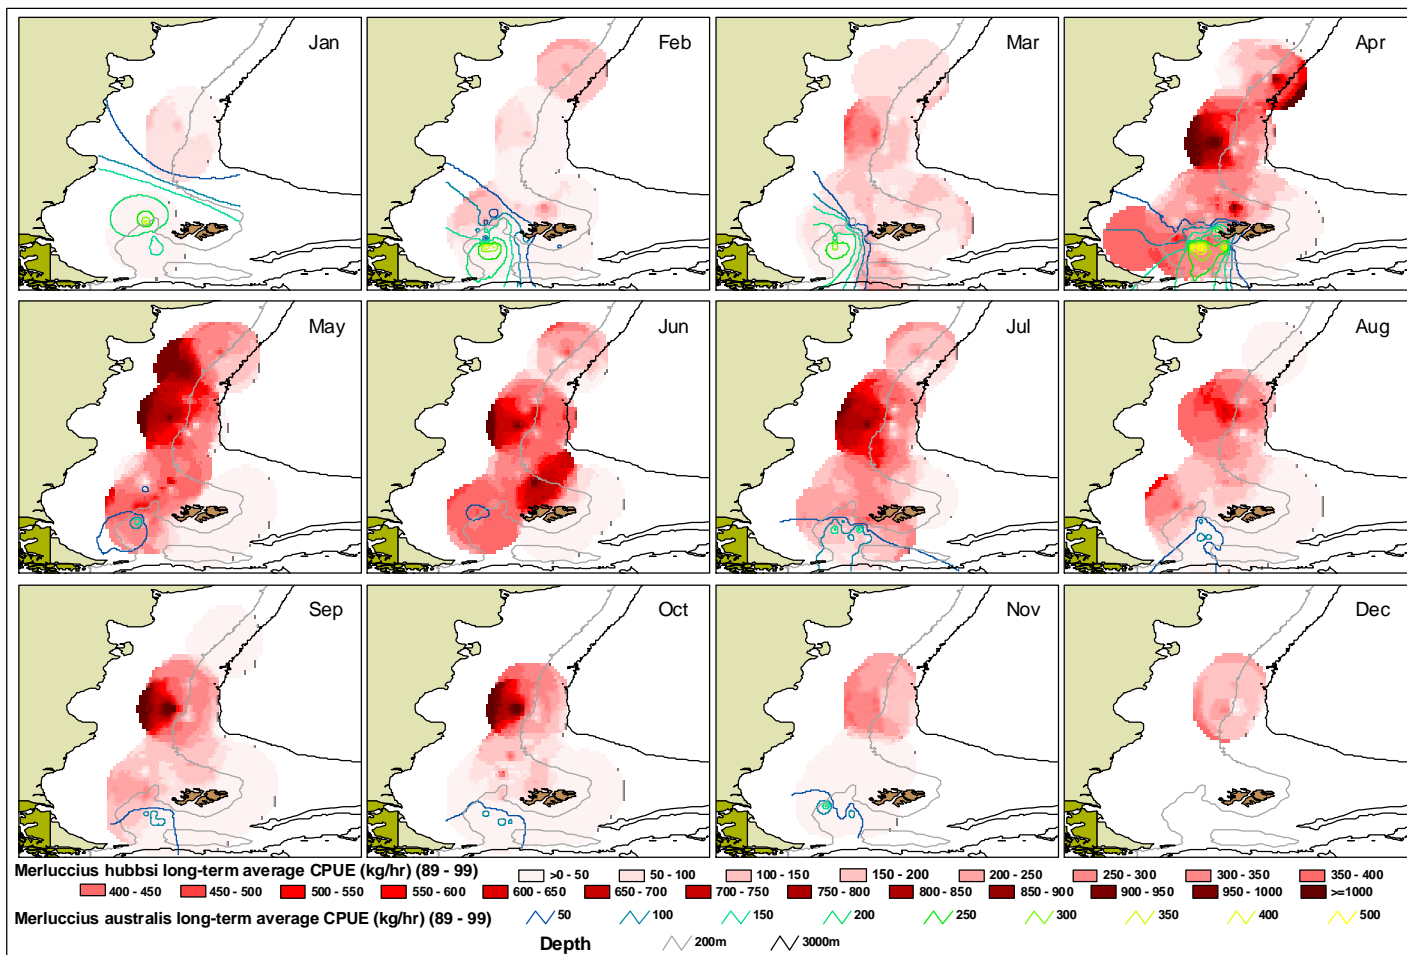 Jan
Feb
Mar
Apr
May
Jun
Jul
Aug
Sep
Oct
Nov
Dec
Merluccius hubbsi long-term average CPUE (kg/hr) (89 - 99)
>0 - 50
50 - 100
100 - 150
150 - 200
200 - 250
250 - 300
300 - 350
350 - 400
400 - 450
450 - 500
500 - 550
550 - 600
600 - 650
650 - 700
700 - 750
750 - 800
800 - 850
850 - 900
900 - 950
950 - 1000
>=1000
Merluccius australis long-term average CPUE (kg/hr) (89 - 99)
50
100
150
200
250
300
350
400
500
Depth
200m
3000m